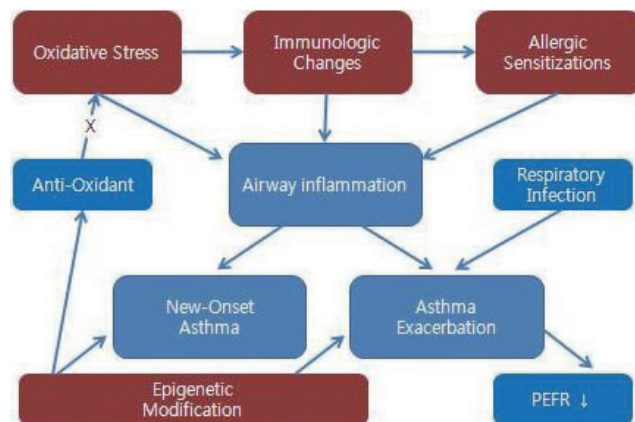 Oxidative Stress
Immunologic
Changes
Allergic
Sensitizations
X
Anti-Oxidant
Airway inflammation
Respiratory
Infection
New-Onset
Asthma
Asthma
Exacerbation
Epigenetic
Modification
PEFR ↓